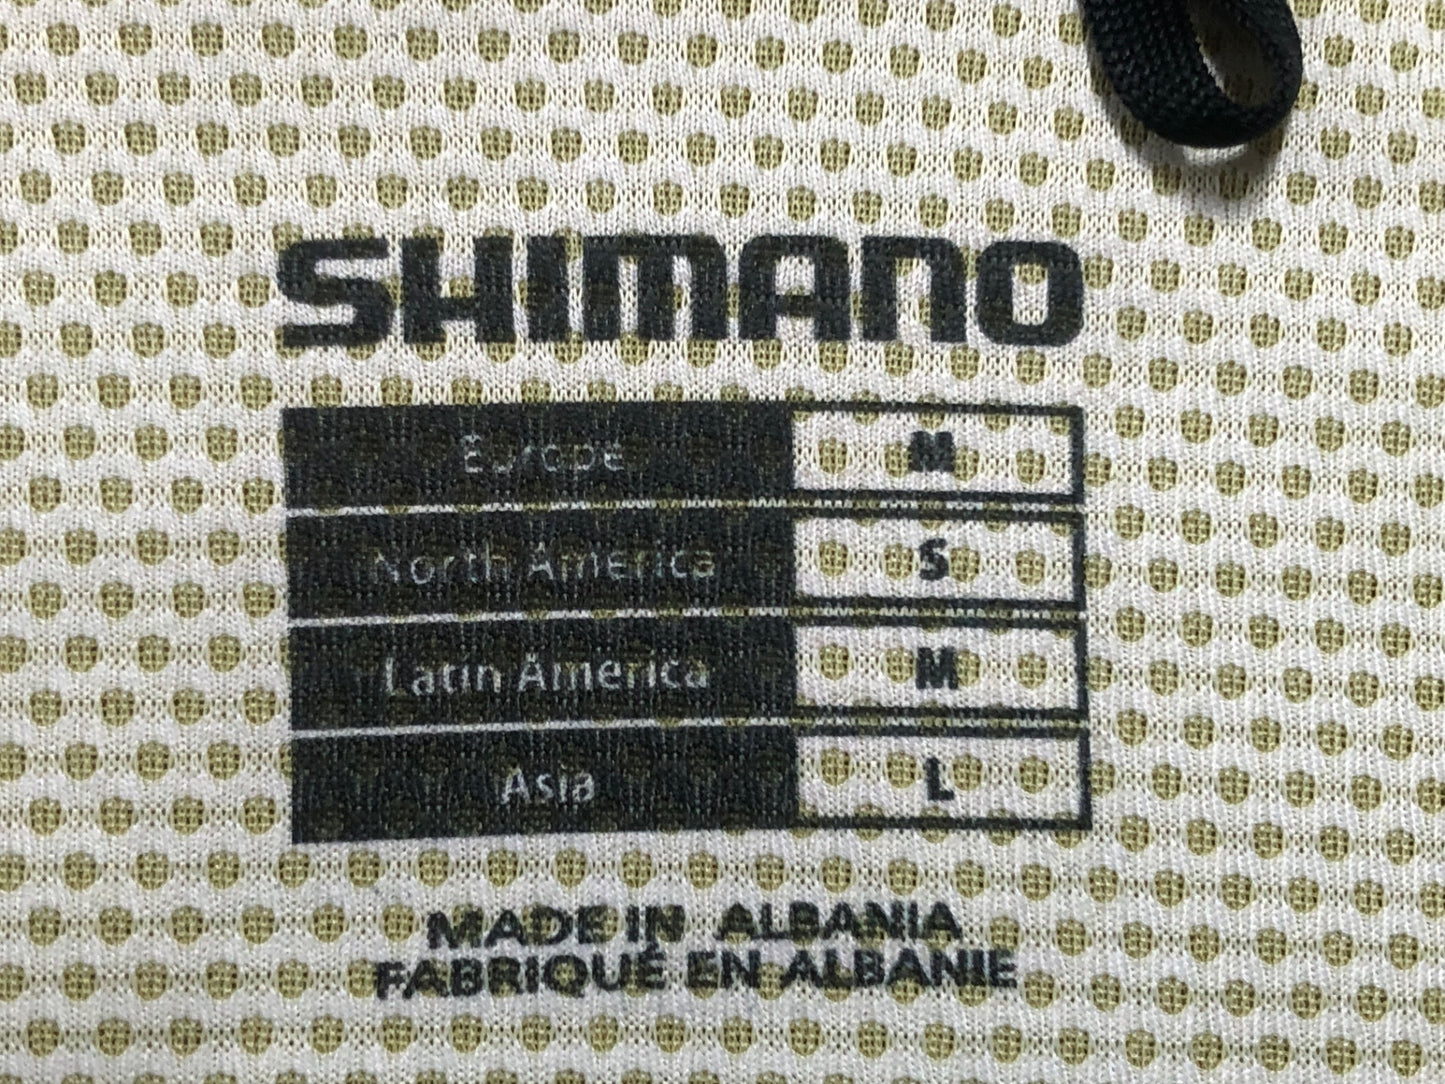 SHIMANO
Europe M
North America S
Latin America M
Asia L
MADE IN ALBANIA
FABRIQUÉ EN ALBANIE